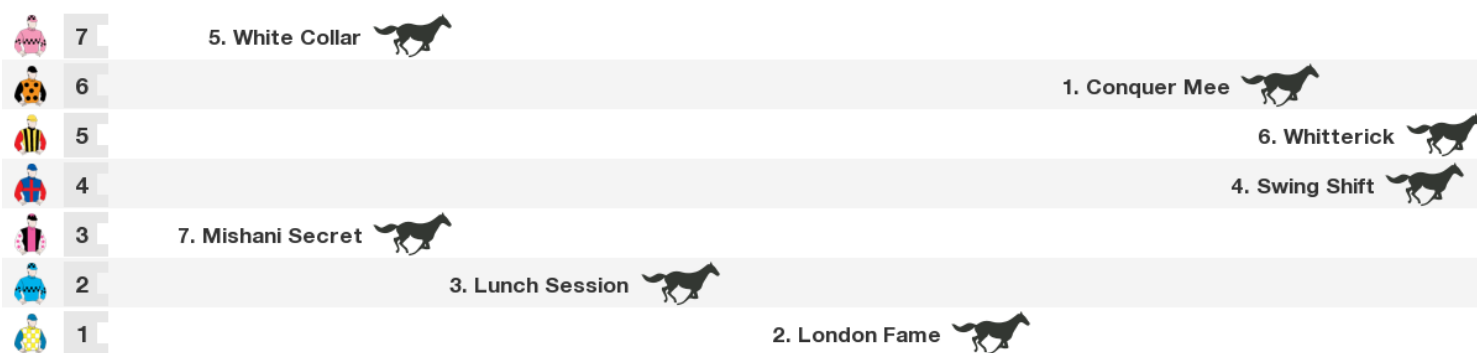 7 5. White Collar
6 1. Conquer Mee
5 6. Whitterick
4 4. Swing Shift
3 7. Mishani Secret
2 3. Lunch Session
1 2. London Fame